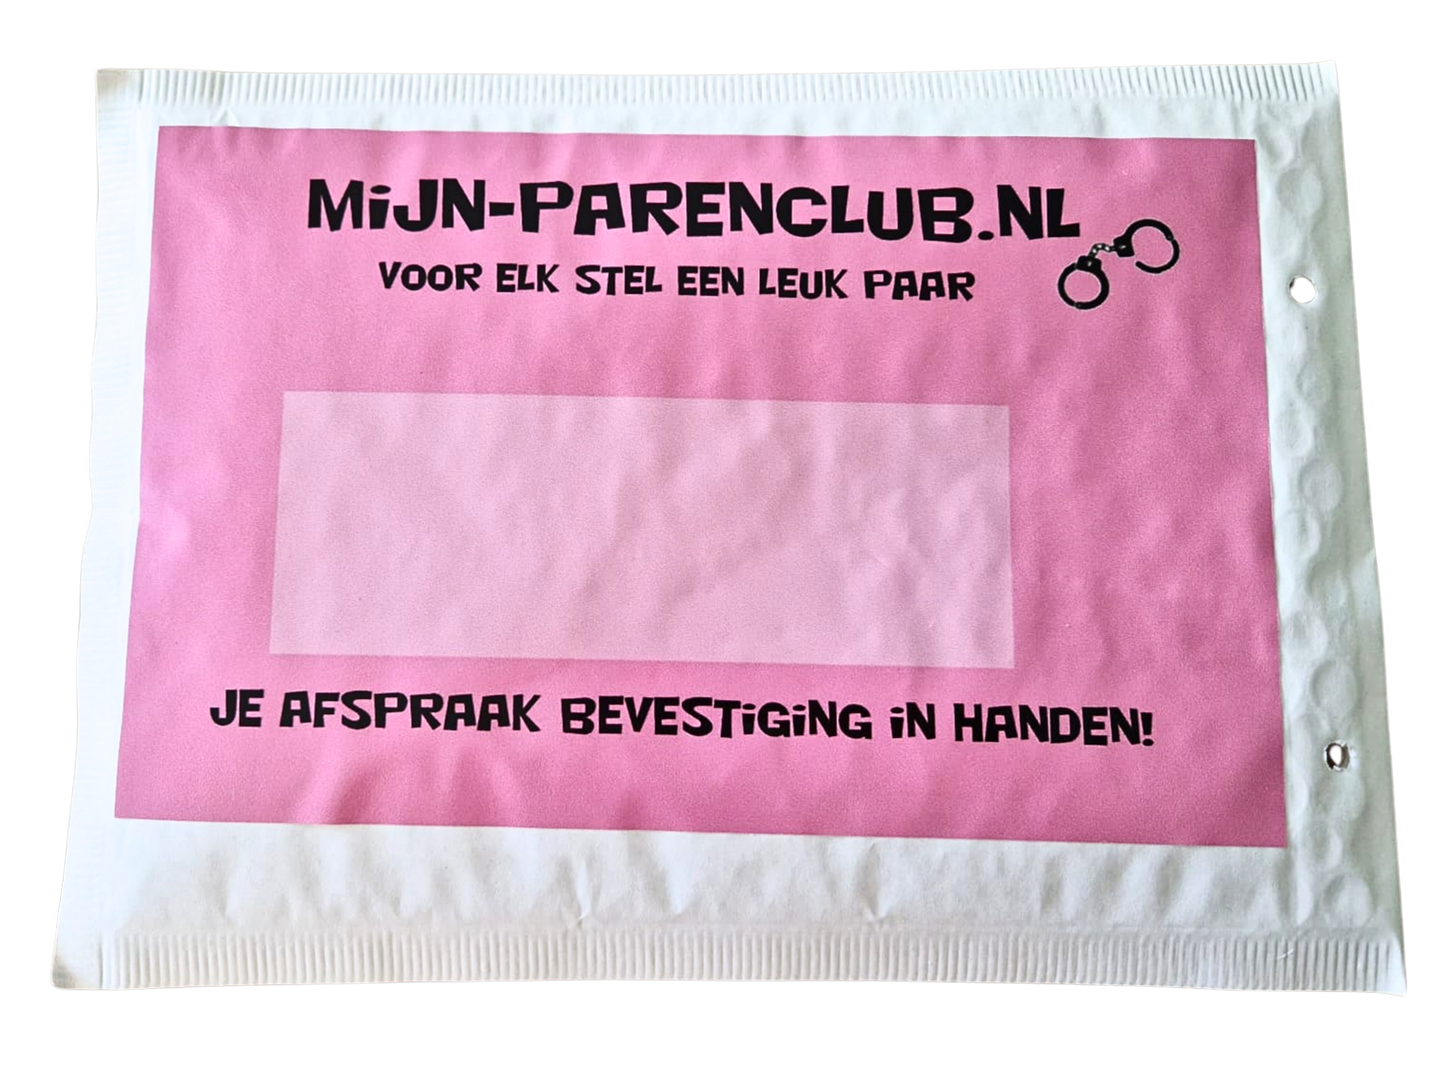 MiJN-PARENCLUB.NL
VOOR ELK STEL EEN LEUK PAAR
JE AFSPRAAK BEVESTiGiNG iN HANDEN!